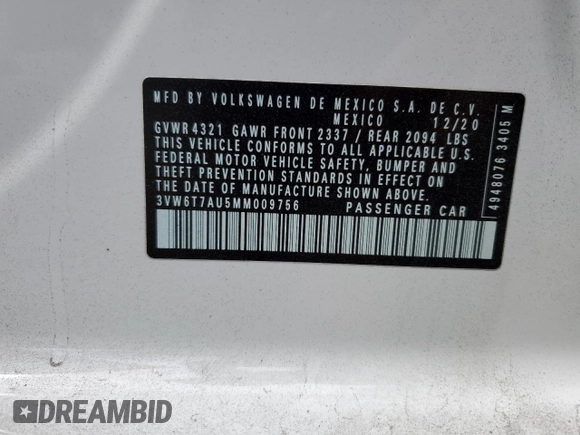 MFD BY VOLKSWAGEN DE MEXICO S.A. DE C.V.
MEXICO 12/20
GVWR 4321 GAWR FRONT 2337 / REAR 2094 LBS
THIS VEHICLE CONFORMS TO ALL APPLICABLE U.S.
FEDERAL MOTOR VEHICLE SAFETY, BUMPER AND
THEFT PREVENTION STANDARDS IN EFFECT ON
THE DATE OF MANUFACTURE SHOWN ABOVE.
3VW6T7AU5MM009756 PASSENGER CAR
4948076 3405 M
DREAMBID